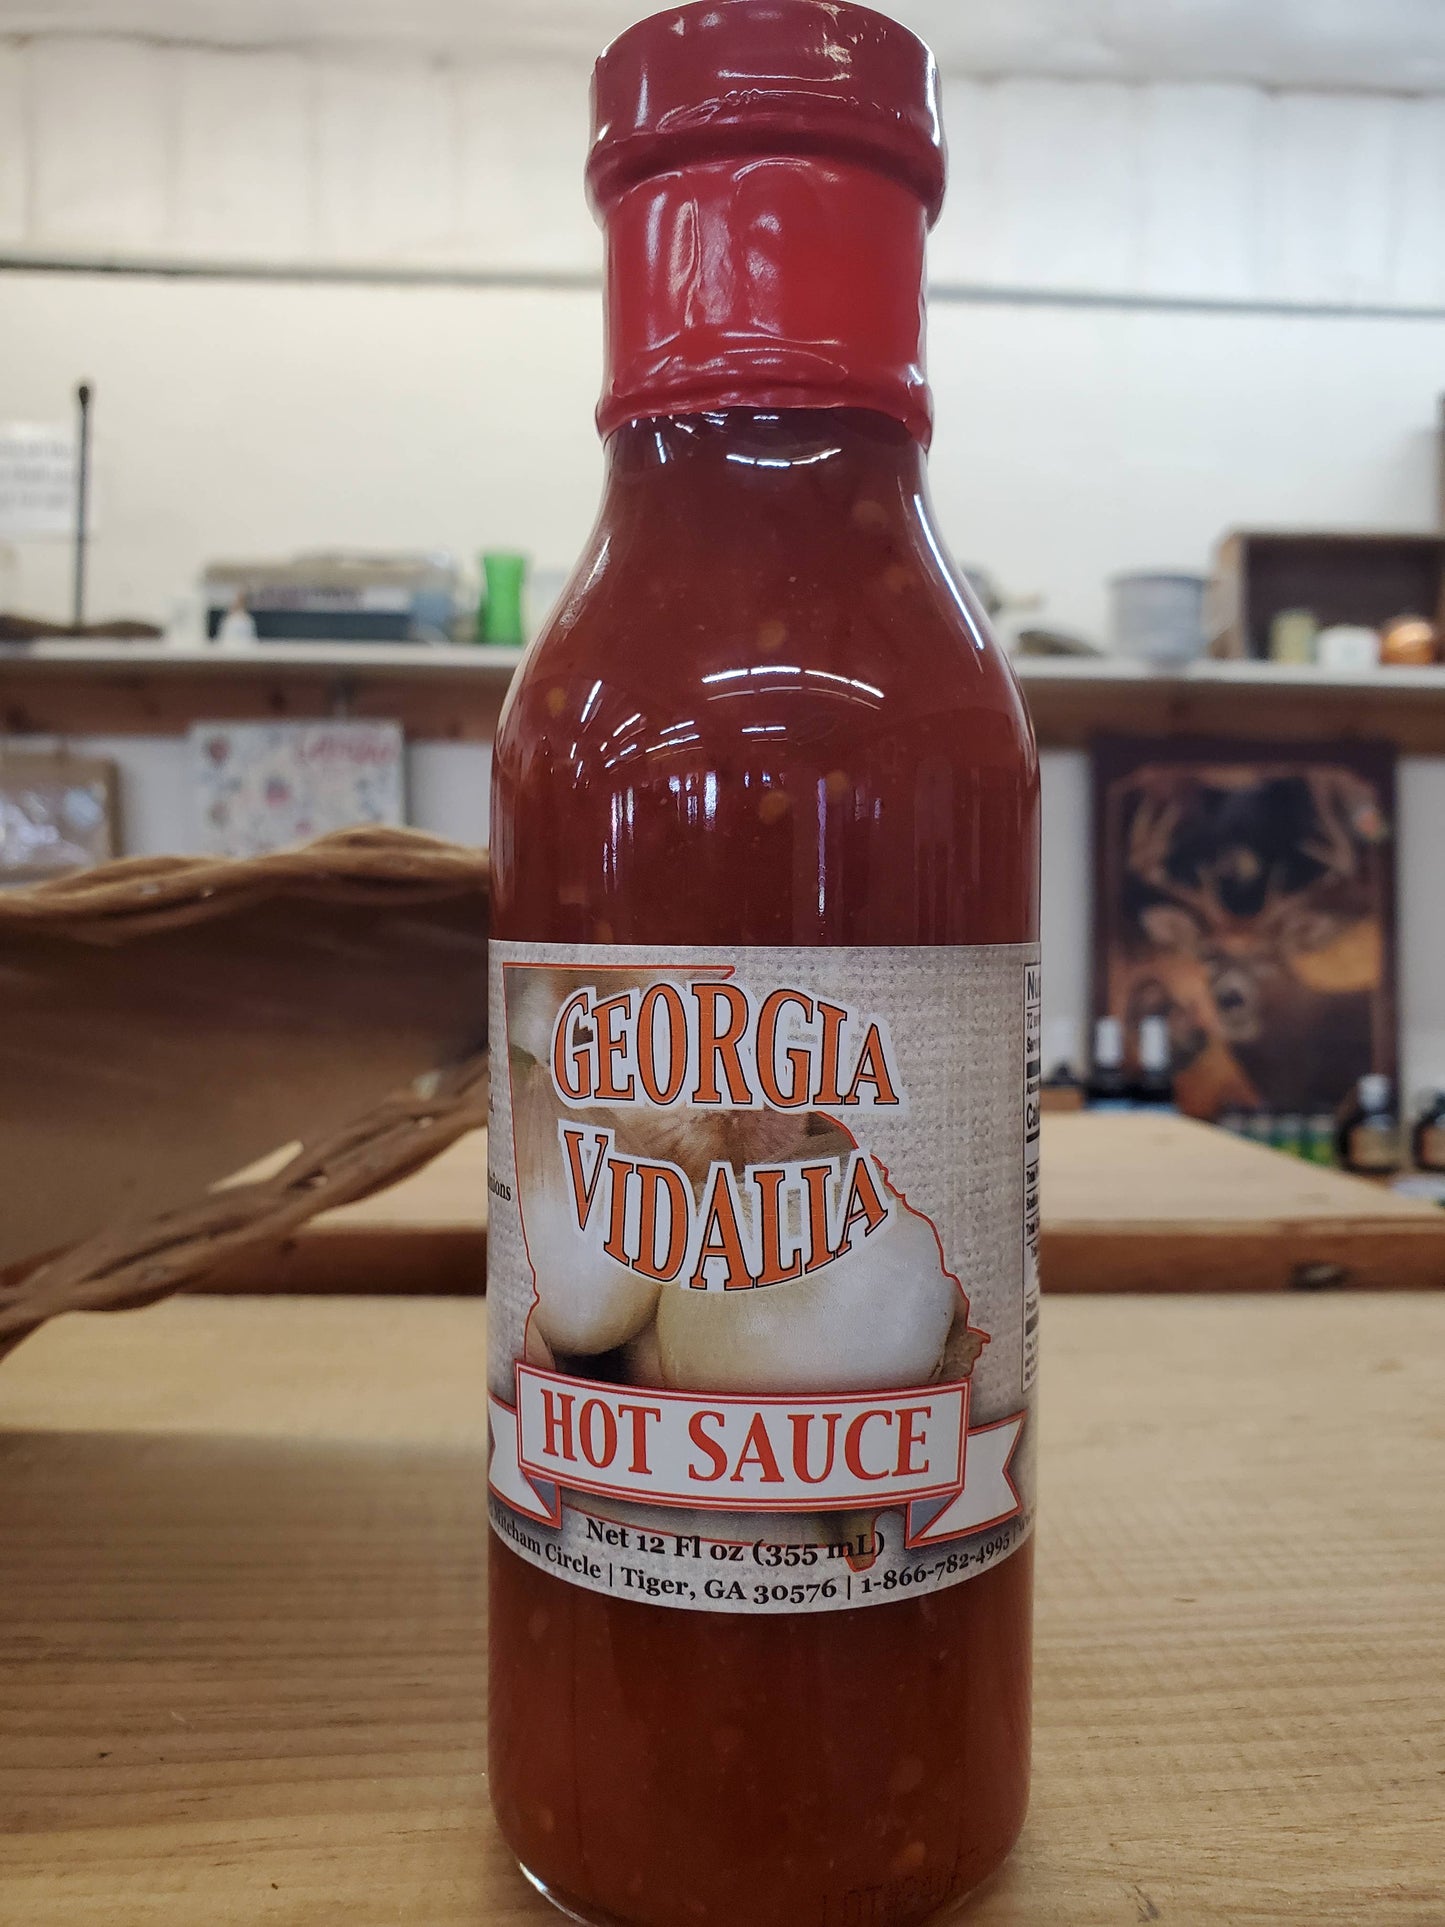 GEORGIA
VIDALIA
HOT SAUCE
Net 12 Fl oz (355 mL)
Mitcham Circle | Tiger, GA 30576 | 1-866-782-4995 |